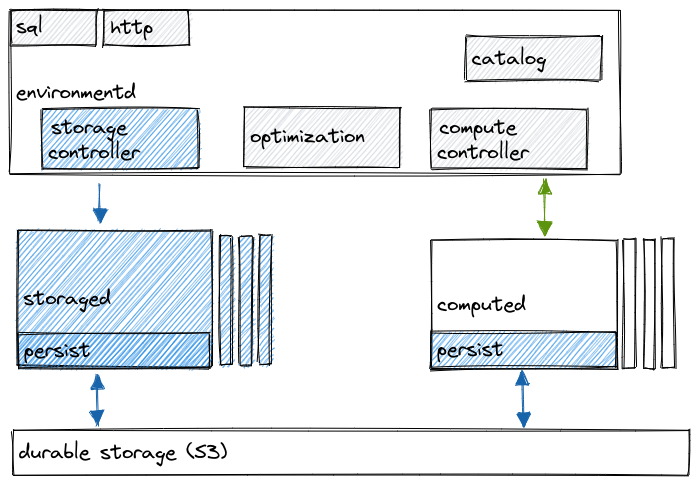 sql
http
catalog
environmentd
storage
controller
optimization
compute
controller
storaged
persist
computed
persist
durable storage (S3)